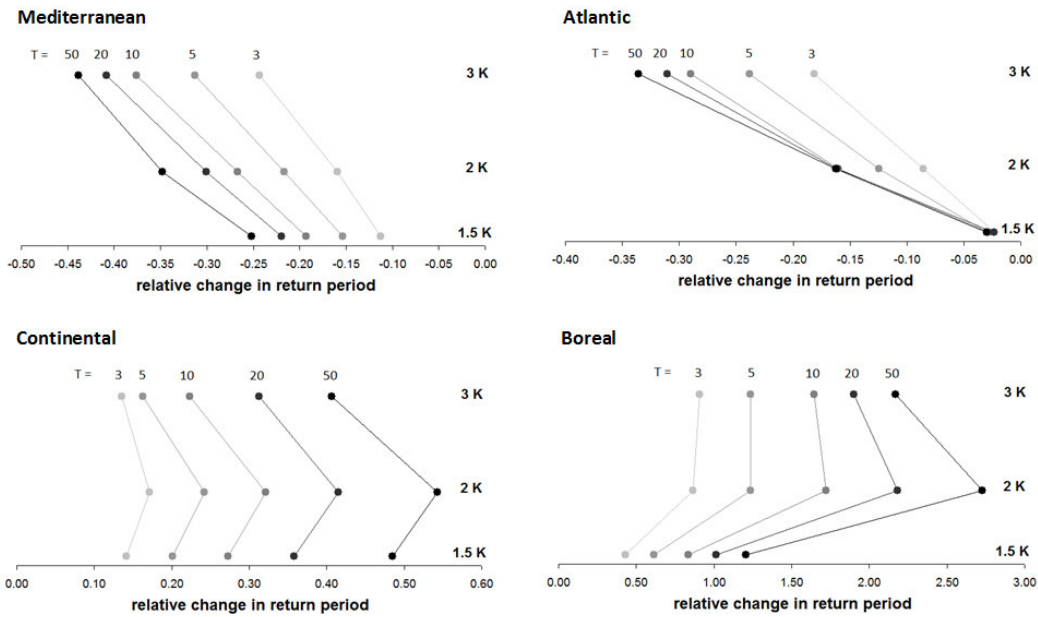 Mediterranean
T = 50 20 10 5 3
3 K
2 K
1.5 K
-0.50 -0.45 -0.40 -0.35 -0.30 -0.25 -0.20 -0.15 -0.10 -0.05 0.00
relative change in return period
Atlantic
T = 50 20 10 5 3
3 K
2 K
1.5 K
-0.40 -0.35 -0.30 -0.25 -0.20 -0.15 -0.10 -0.05 0.00
relative change in return period
Continental
T = 3 5 10 20 50
3 K
2 K
1.5 K
0.00 0.10 0.20 0.30 0.40 0.50 0.60
relative change in return period
Boreal
T = 3 5 10 20 50
3 K
2 K
1.5 K
0.00 0.50 1.00 1.50 2.00 2.50 3.00
relative change in return period